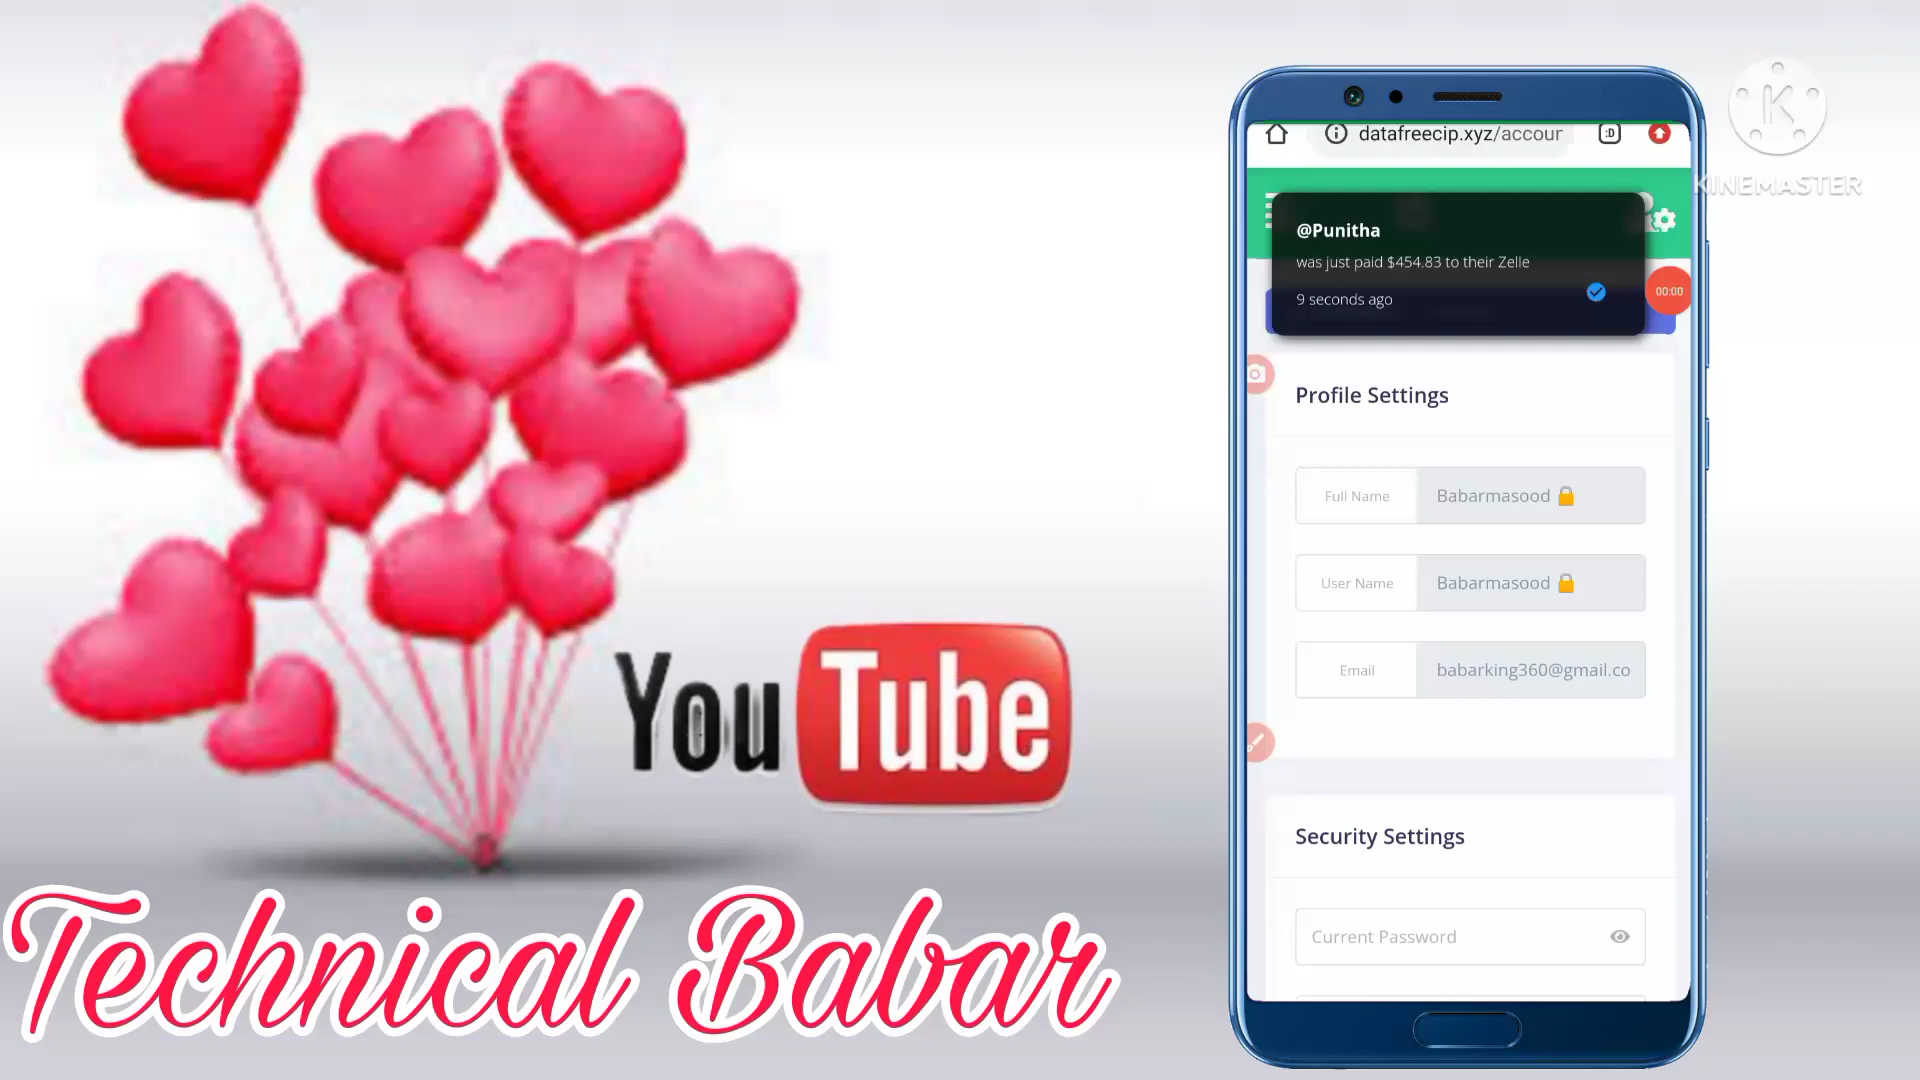 datafreecip.xyz/accour
:D
K
KINEMASTER
@Punitha
was just paid $454.83 to their Zelle
9 seconds ago
00:00
Profile Settings
Full Name Babarmasood
User Name Babarmasood
Email babarking360@gmail.co
Security Settings
Current Password
YouTube
Technical Babar